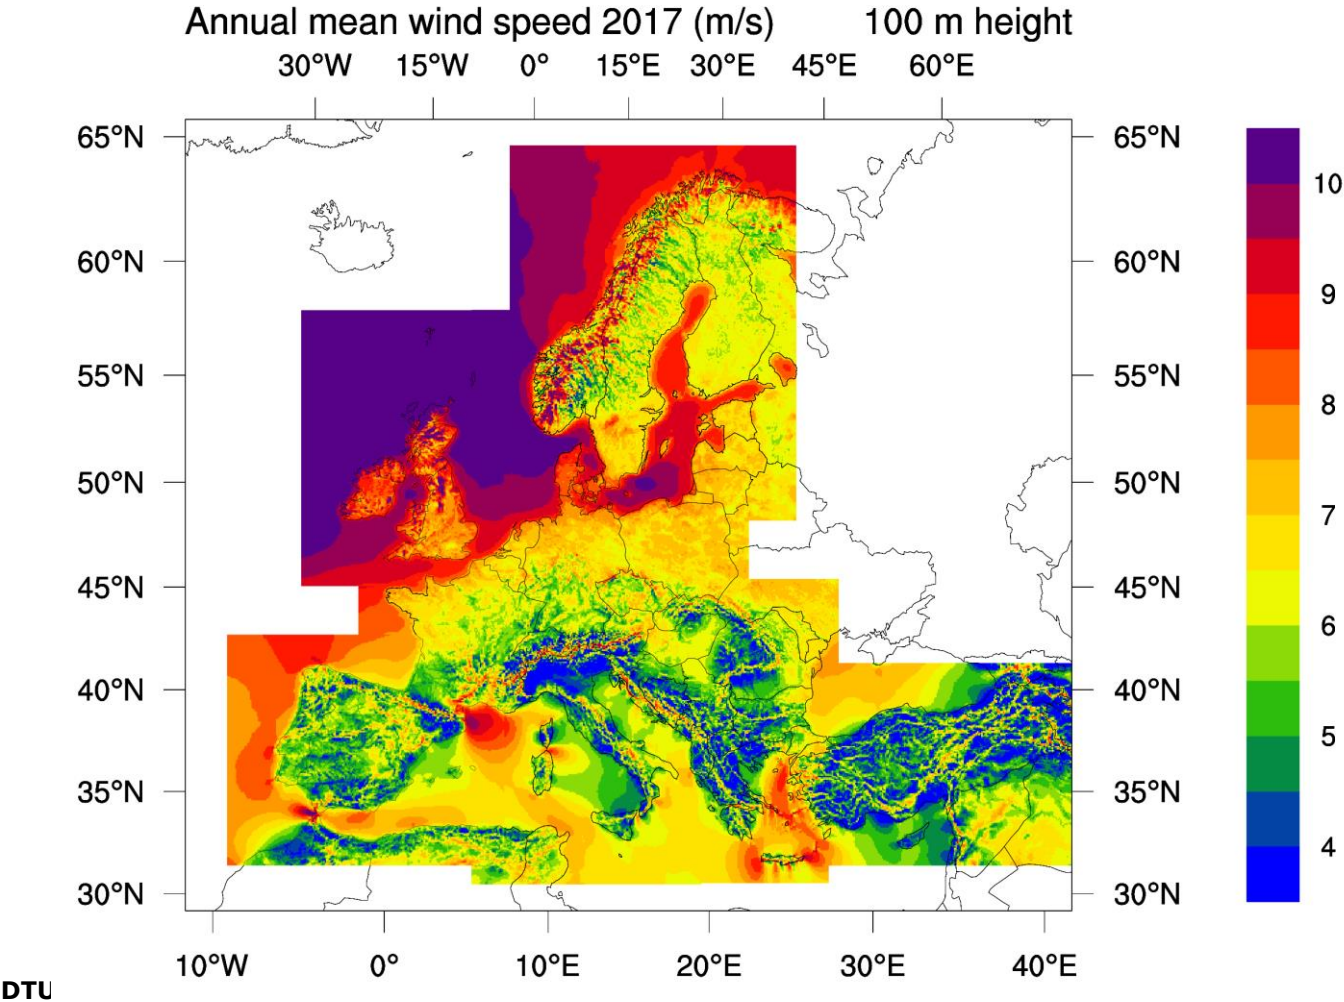 Annual mean wind speed 2017 (m/s) 100 m height
30°W 15°W 0° 15°E 30°E 45°E 60°E
65°N 65°N
10
60°N 60°N
9
55°N 55°N
8
50°N 50°N
7
45°N 45°N
6
40°N 40°N
5
35°N 35°N
4
30°N 30°N
10°W 0° 10°E 20°E 30°E 40°E
DTU